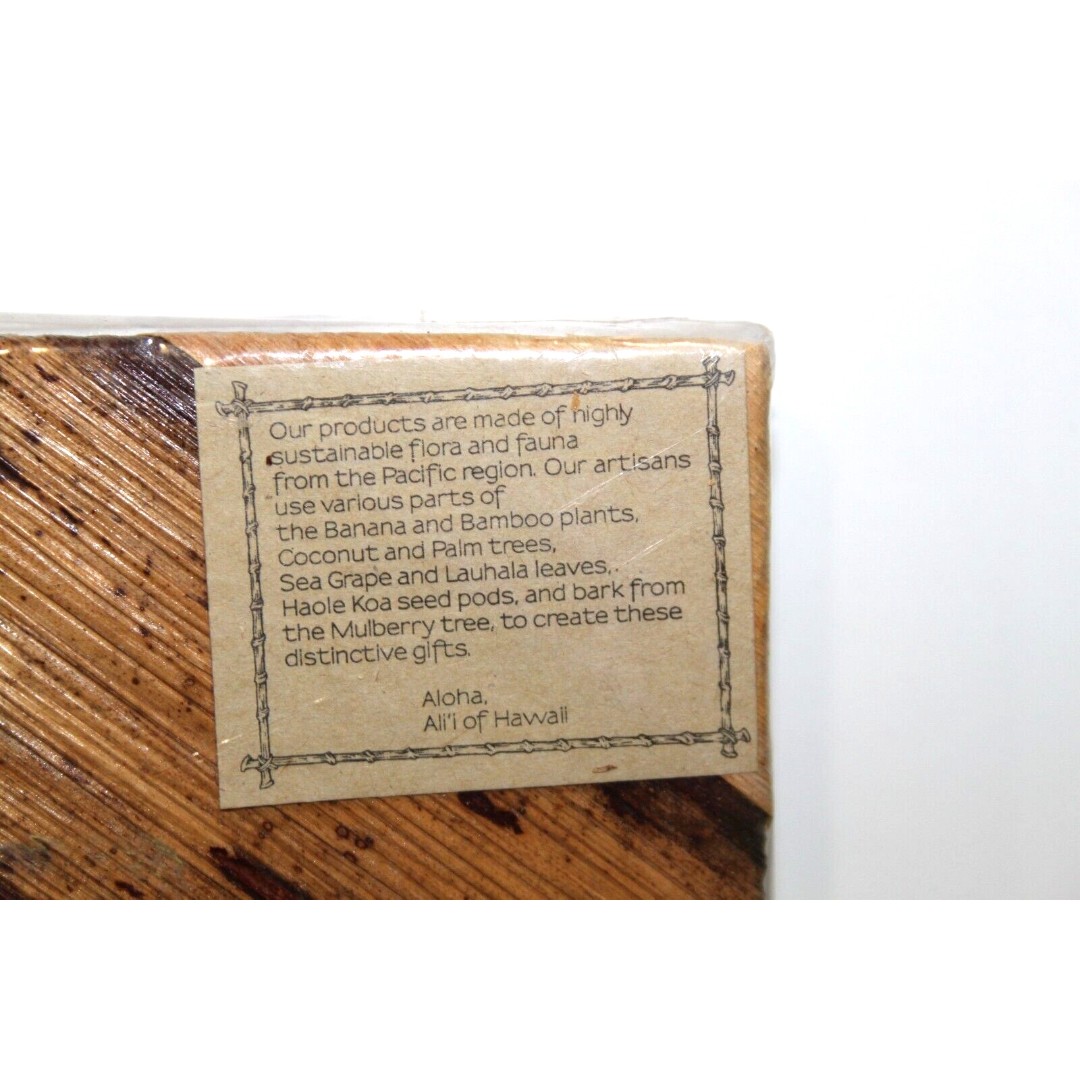 Our products are made of highly
sustainable flora and fauna
from the Pacific region. Our artisans
use various parts of
the Banana and Bamboo plants,
Coconut and Palm trees,
Sea Grape and Lauhala leaves,
Haole Koa seed pods, and bark from
the Mulberry tree, to create these
distinctive gifts.
Aloha,
Ali'i of Hawaii